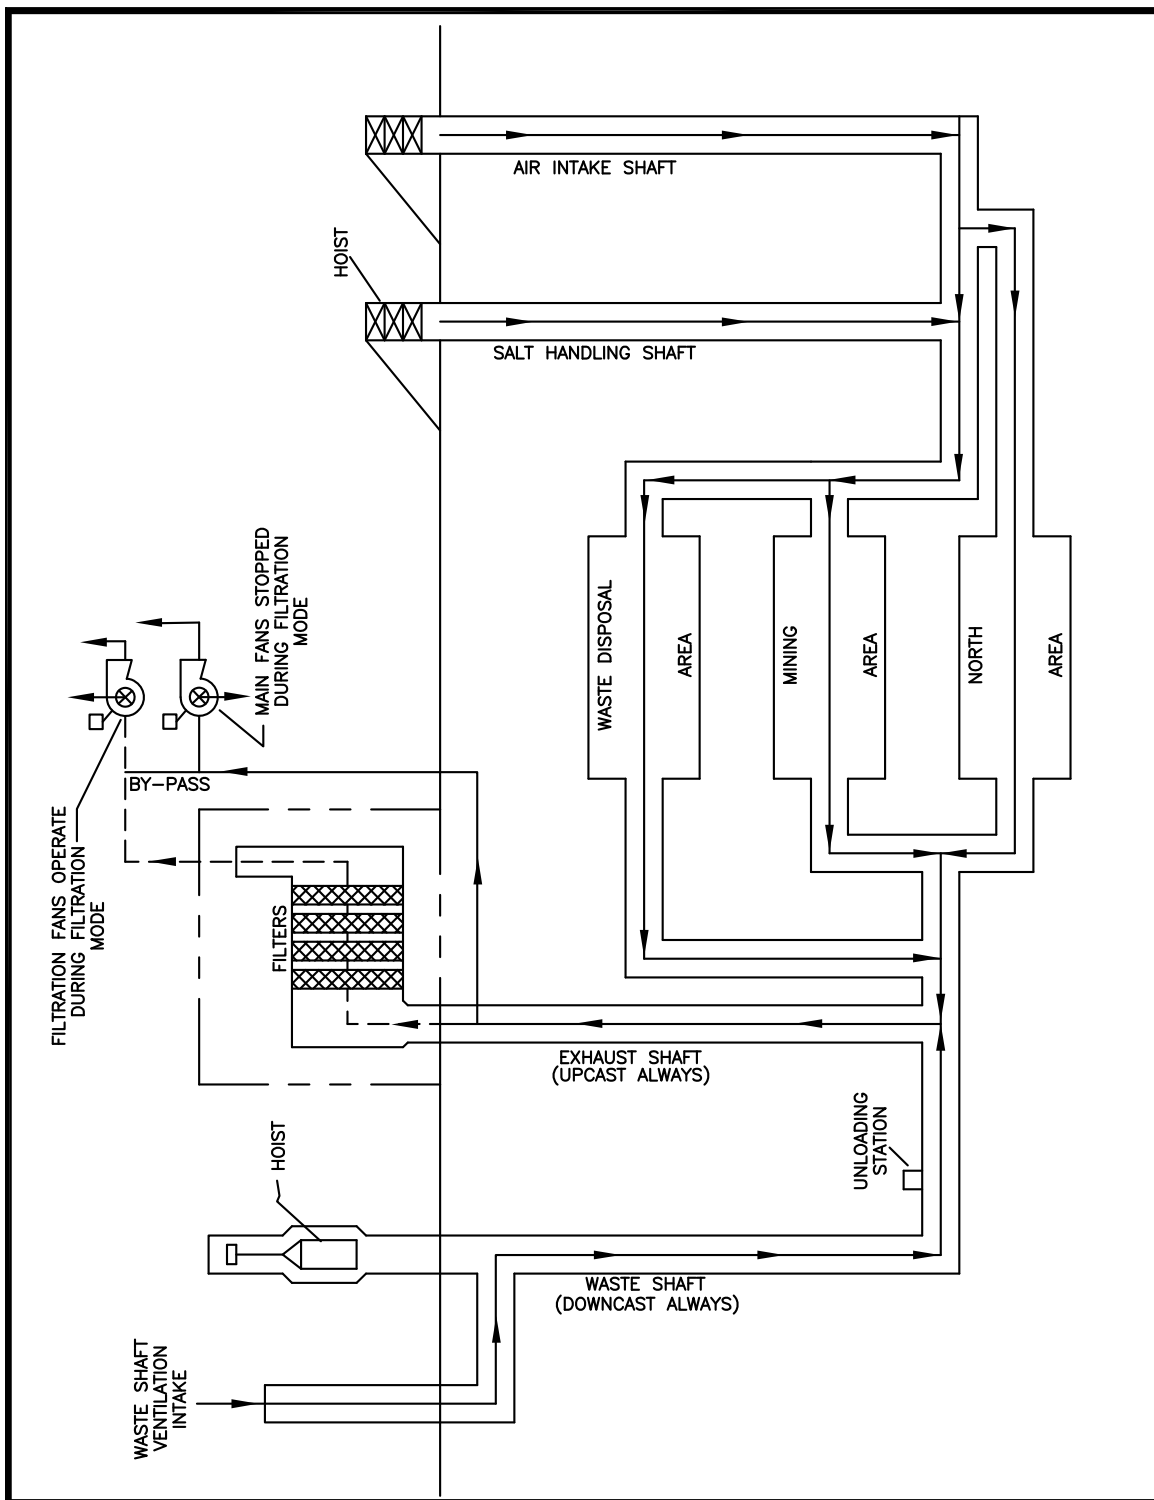 AIR INTAKE SHAFT
HOIST
SALT HANDLING SHAFT
MAIN FANS STOPPED
DURING FILTRATION
MODE
BY-PASS
FILTRATION FANS OPERATE
DURING FILTRATION
MODE
FILTERS
WASTE DISPOSAL
AREA
MINING
AREA
NORTH
AREA
EXHAUST SHAFT
(UPCAST ALWAYS)
UNLOADING
STATION
HOIST
WASTE SHAFT
(DOWNCAST ALWAYS)
WASTE SHAFT
VENTILATION
INTAKE